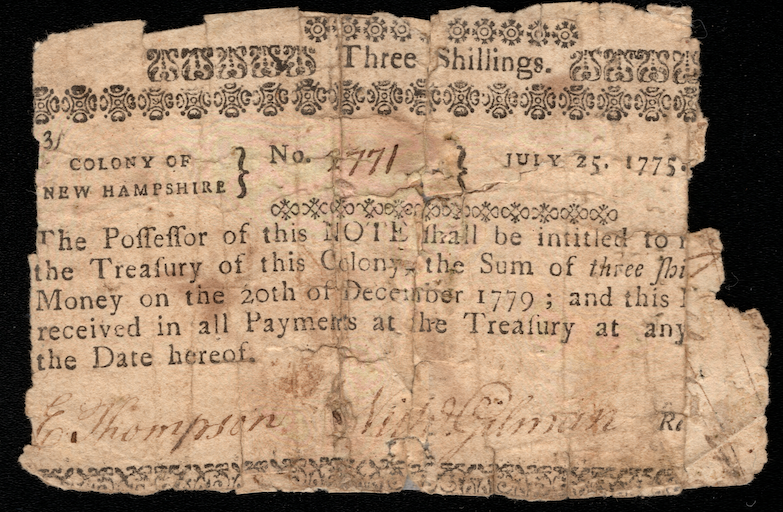 Three Shillings.
3/
COLONY OF
NEW HAMPSHIRE } No. 2771 } JULY 25, 1775.
The Poſſeſſor of this NOTE ſhall be intitled to
the Treaſury of this Colony, the Sum of three ſhi
Money on the 20th of December 1779 ; and this
received in all Payments at the Treaſury at any
the Date hereof.
E. Thompson Gilman